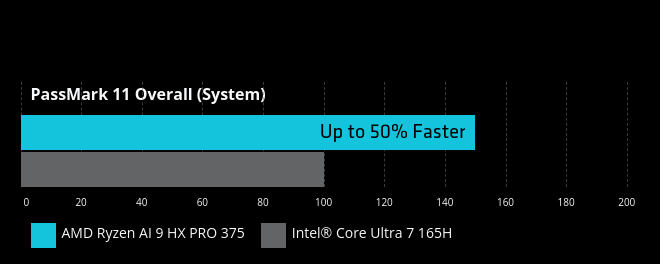 PassMark 11 Overall (System)
Up to 50% Faster
0 20 40 60 80 100 120 140 160 180 200
AMD Ryzen AI 9 HX PRO 375 Intel® Core Ultra 7 165H